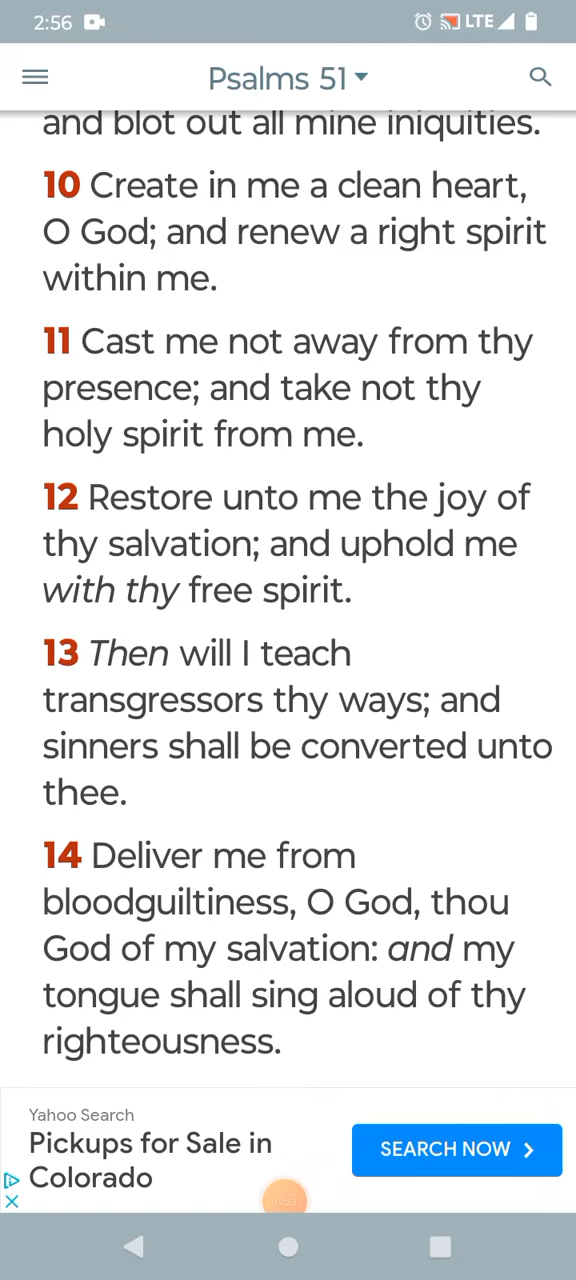 2:56 LTE
Psalms 51
and blot out all mine iniquities.
10 Create in me a clean heart,
O God; and renew a right spirit
within me.
11 Cast me not away from thy
presence; and take not thy
holy spirit from me.
12 Restore unto me the joy of
thy salvation; and uphold me
with thy free spirit.
13 Then will I teach
transgressors thy ways; and
sinners shall be converted unto
thee.
14 Deliver me from
bloodguiltiness, O God, thou
God of my salvation: and my
tongue shall sing aloud of thy
righteousness.
Yahoo Search
Pickups for Sale in
Colorado
SEARCH NOW